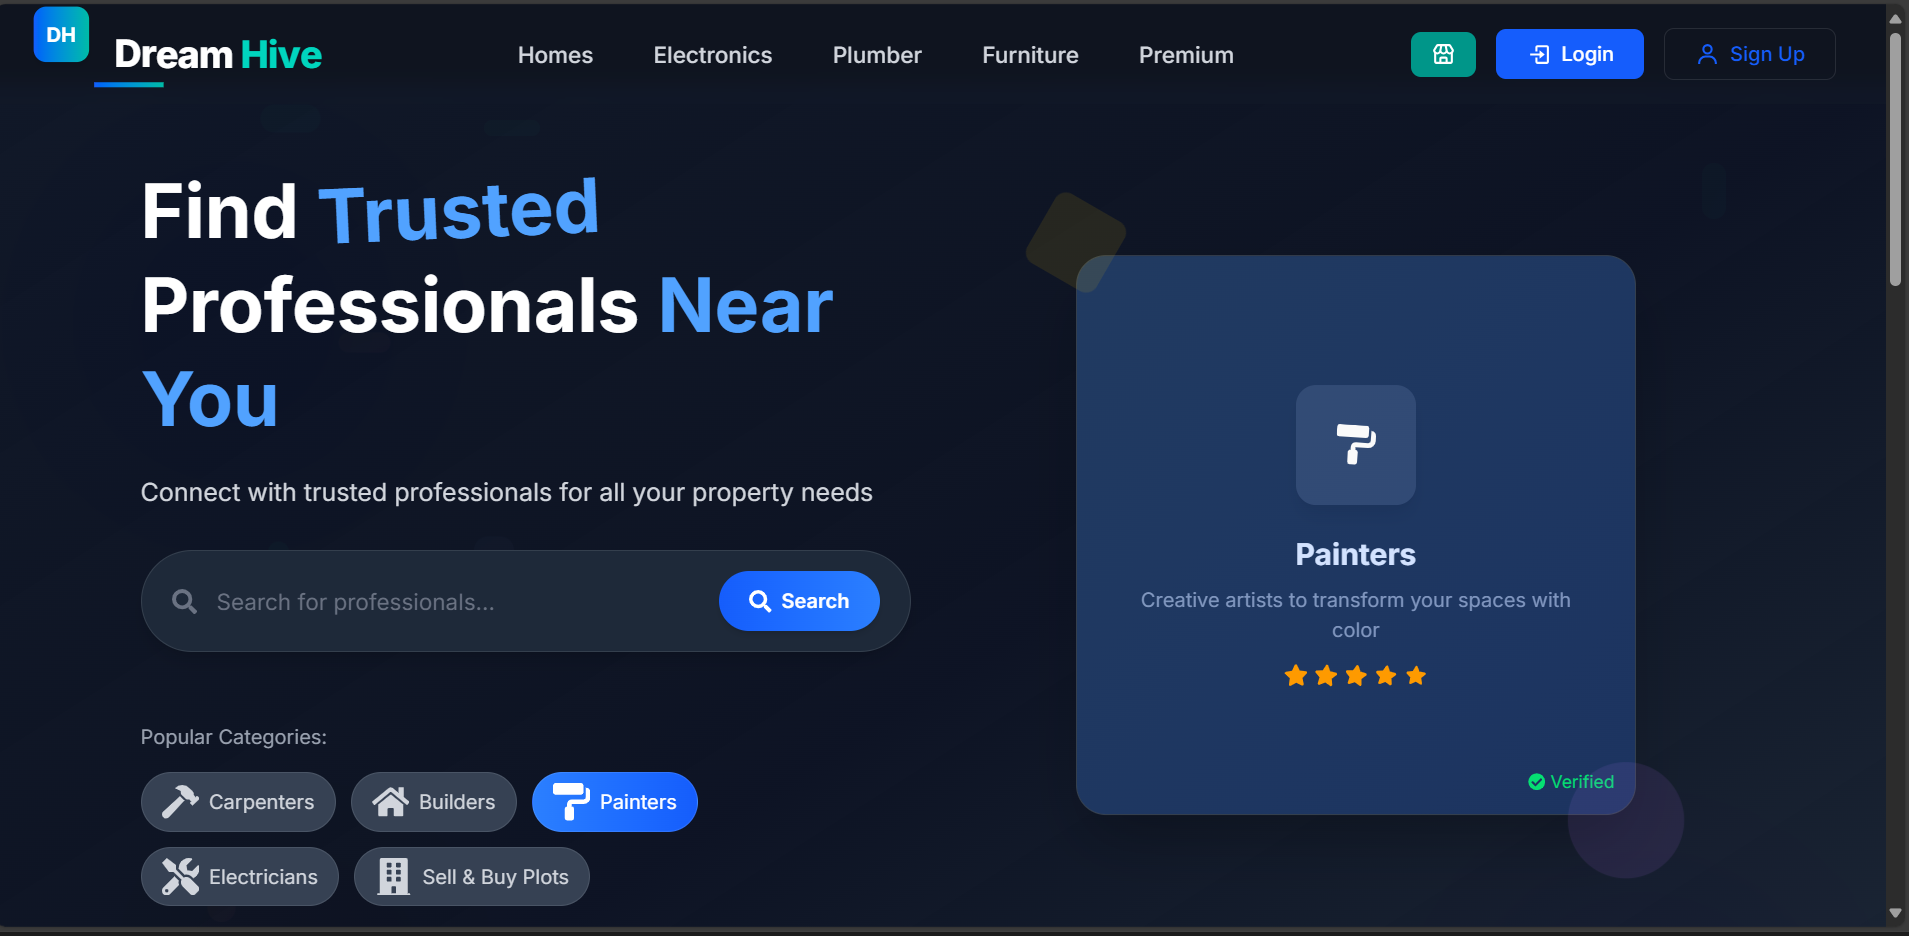 DH
Dream Hive
Homes
Electronics
Plumber
Furniture
Premium
Login
Sign Up
Find Trusted
Professionals Near
You
Connect with trusted professionals for all your property needs
Search for professionals...
Search
Popular Categories:
Carpenters
Builders
Painters
Electricians
Sell & Buy Plots
Painters
Creative artists to transform your spaces with
color
Verified